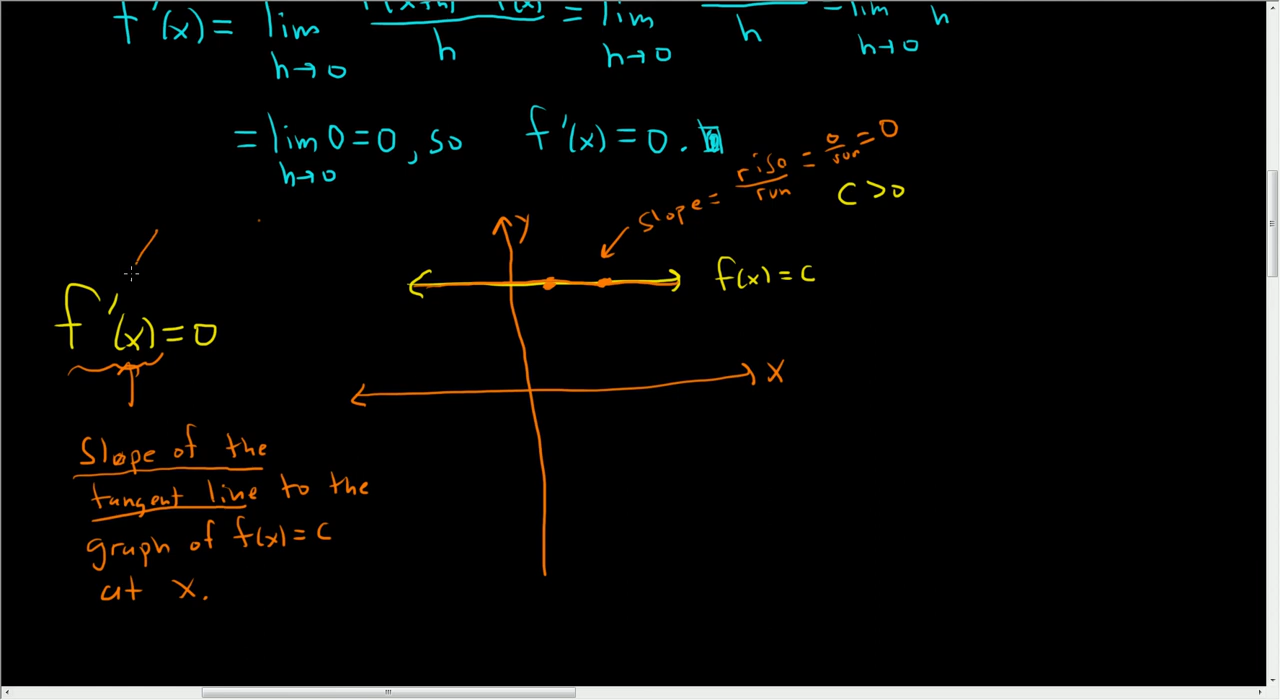 f'(x) = lim h→0 f(x+h) f(x) / h = lim h→0 / h = lim h→0 h
= lim h→0 0 = 0, so f'(x) = 0.
slope = riso/run = 0/run = 0
C > 0
y
f(x) = c
f'(x) = 0
x
Slope of the
tangent line to the
graph of f(x) = c
at x.